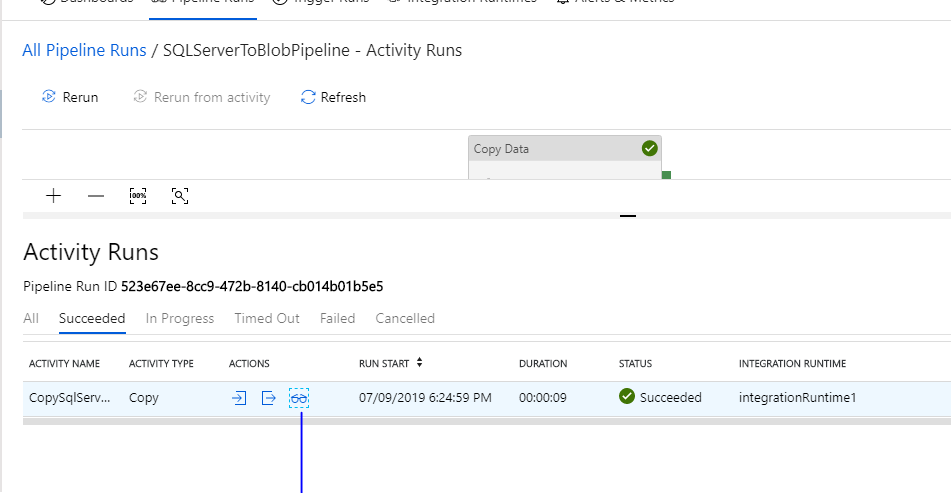 Dashboards Pipeline Runs Trigger Runs Integration Runtimes Alerts & Metrics
All Pipeline Runs / SQLServerToBlobPipeline - Activity Runs
Rerun Rerun from activity Refresh
Copy Data
100%
Activity Runs
Pipeline Run ID 523e67ee-8cc9-472b-8140-cb014b01b5e5
All Succeeded In Progress Timed Out Failed Cancelled
ACTIVITY NAME ACTIVITY TYPE ACTIONS RUN START DURATION STATUS INTEGRATION RUNTIME
CopySqlServ... Copy 07/09/2019 6:24:59 PM 00:00:09 Succeeded integrationRuntime1